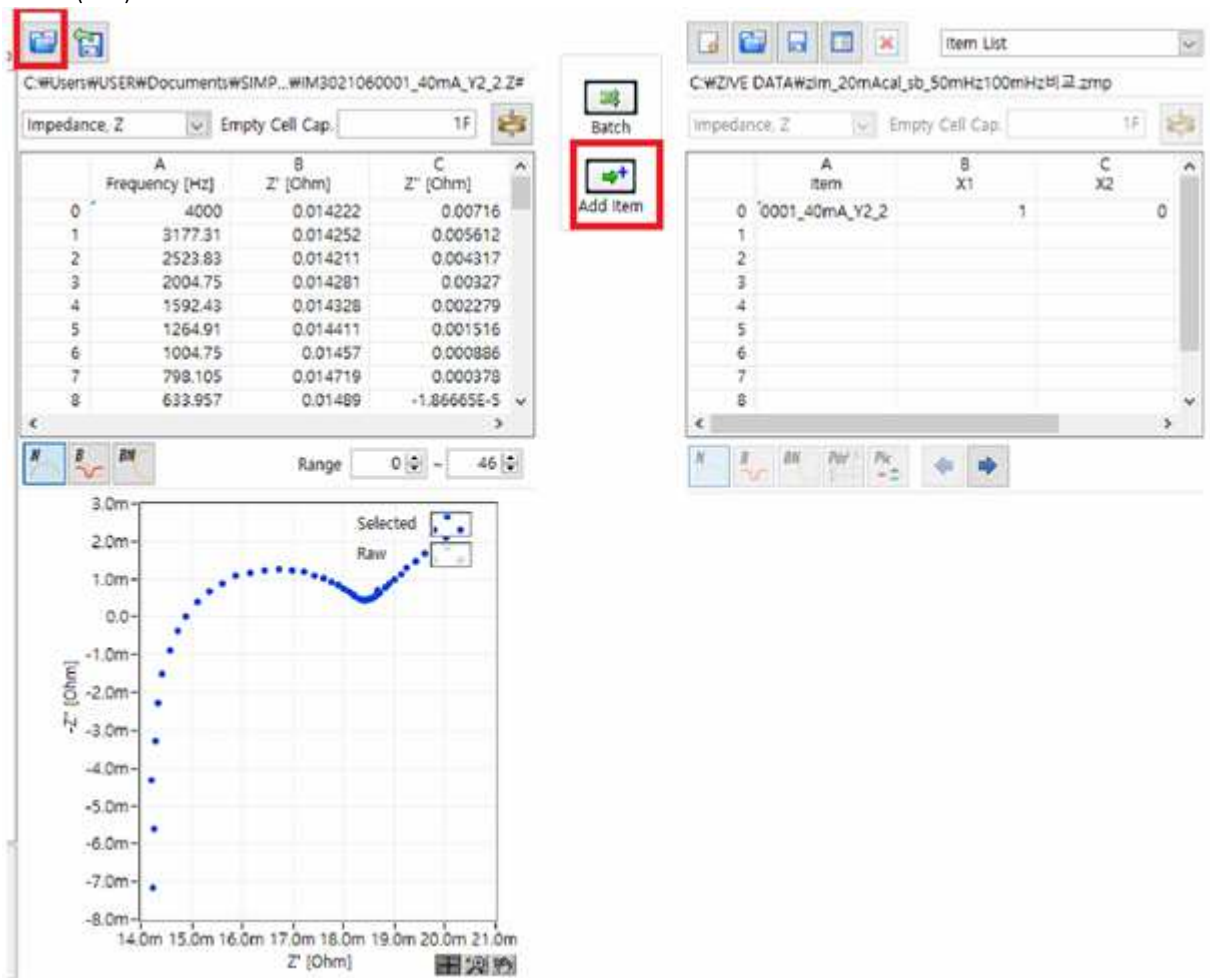 C:₩Users₩USER₩Documents₩SIMP...₩IM3021060001_40mA_Y2_2.Z#
Impedance, Z Empty Cell Cap. 1F
A B C
Frequency [Hz] Z' [Ohm] Z'' [Ohm]
0 4000 0.014222 0.00716
1 3177.31 0.014252 0.005612
2 2523.83 0.014211 0.004317
3 2004.75 0.014281 0.00327
4 1592.43 0.014328 0.002279
5 1264.91 0.014411 0.001516
6 1004.75 0.01457 0.000886
7 798.105 0.014719 0.000378
8 633.957 0.01489 -1.86665E-5
N B BN Range 0 ~ 46
Selected
Raw
3.0m
2.0m
1.0m
0.0
-1.0m
-2.0m
-3.0m
-4.0m
-5.0m
-6.0m
-7.0m
-8.0m
-Z'' [Ohm]
14.0m 15.0m 16.0m 17.0m 18.0m 19.0m 20.0m 21.0m
Z' [Ohm]
Batch
Add Item
Item List
C:₩ZIVE DATA₩zim_20mAcal_sb_50mHz100mHz비교.zmp
Impedance, Z Empty Cell Cap. 1F
A B C
Item X1 X2
0 0001_40mA_Y2_2 1 0
1
2
3
4
5
6
7
8
N B BN Par Pic